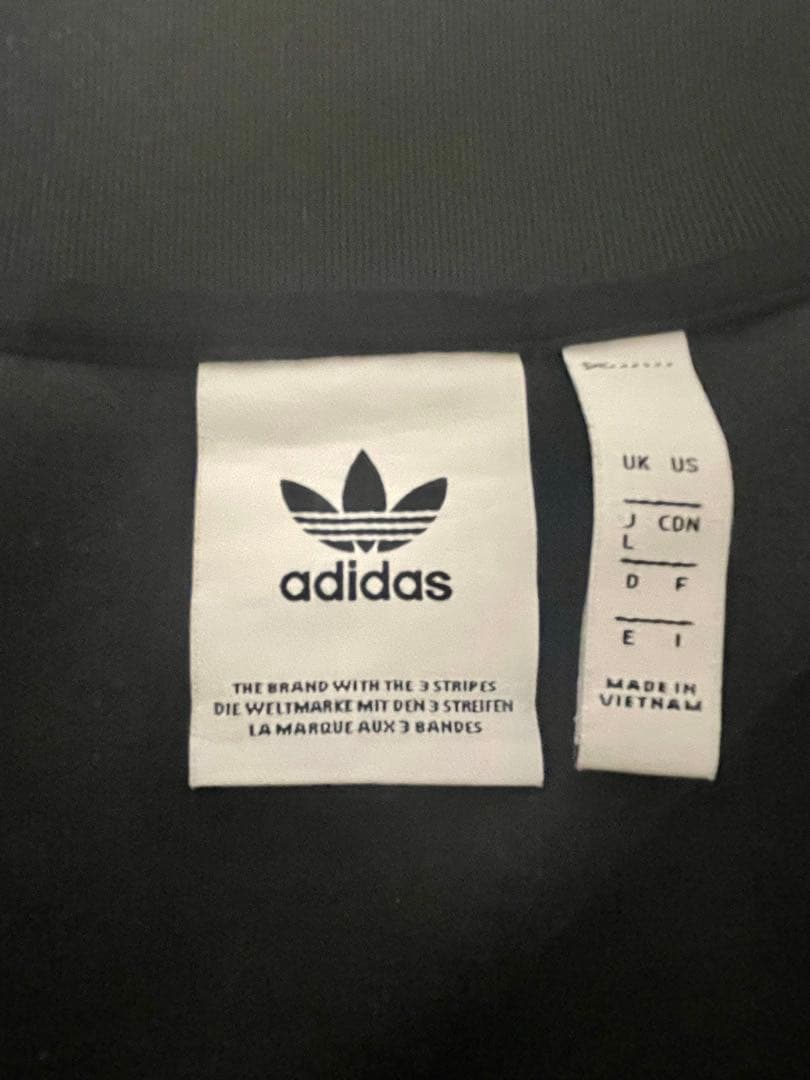 adidas
THE BRAND WITH THE 3 STRIPES
DIE WELTMARKE MIT DEN 3 STREIFEN
LA MARQUE AUX 3 BANDES
UK US
J CDN
L
D F
E I
MADE IN
VIETNAM